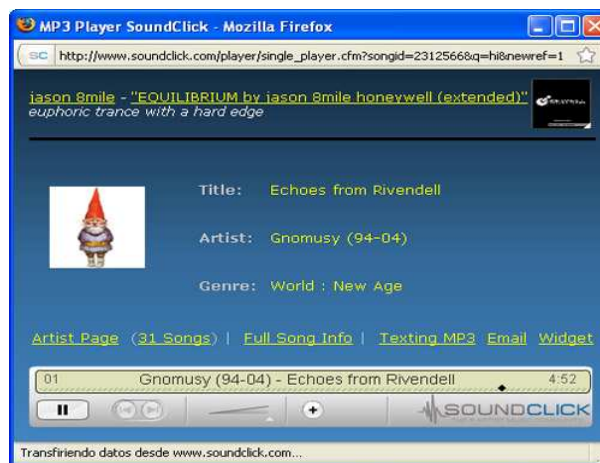 MP3 Player SoundClick - Mozilla Firefox
SC http://www.soundclick.com/player/single_player.cfm?songid=2312566&q=hi&newref=1
jason 8mile - "EQUILIBRIUM by jason 8mile honeywell (extended)"
euphoric trance with a hard edge
Title: Echoes from Rivendell
Artist: Gnomusy (94-04)
Genre: World : New Age
Artist Page (31 Songs) | Full Song Info | Texting MP3 Email Widget
01 Gnomusy (94-04) - Echoes from Rivendell 4:52
SOUNDCLICK
Transfiriendo datos desde www.soundclick.com...